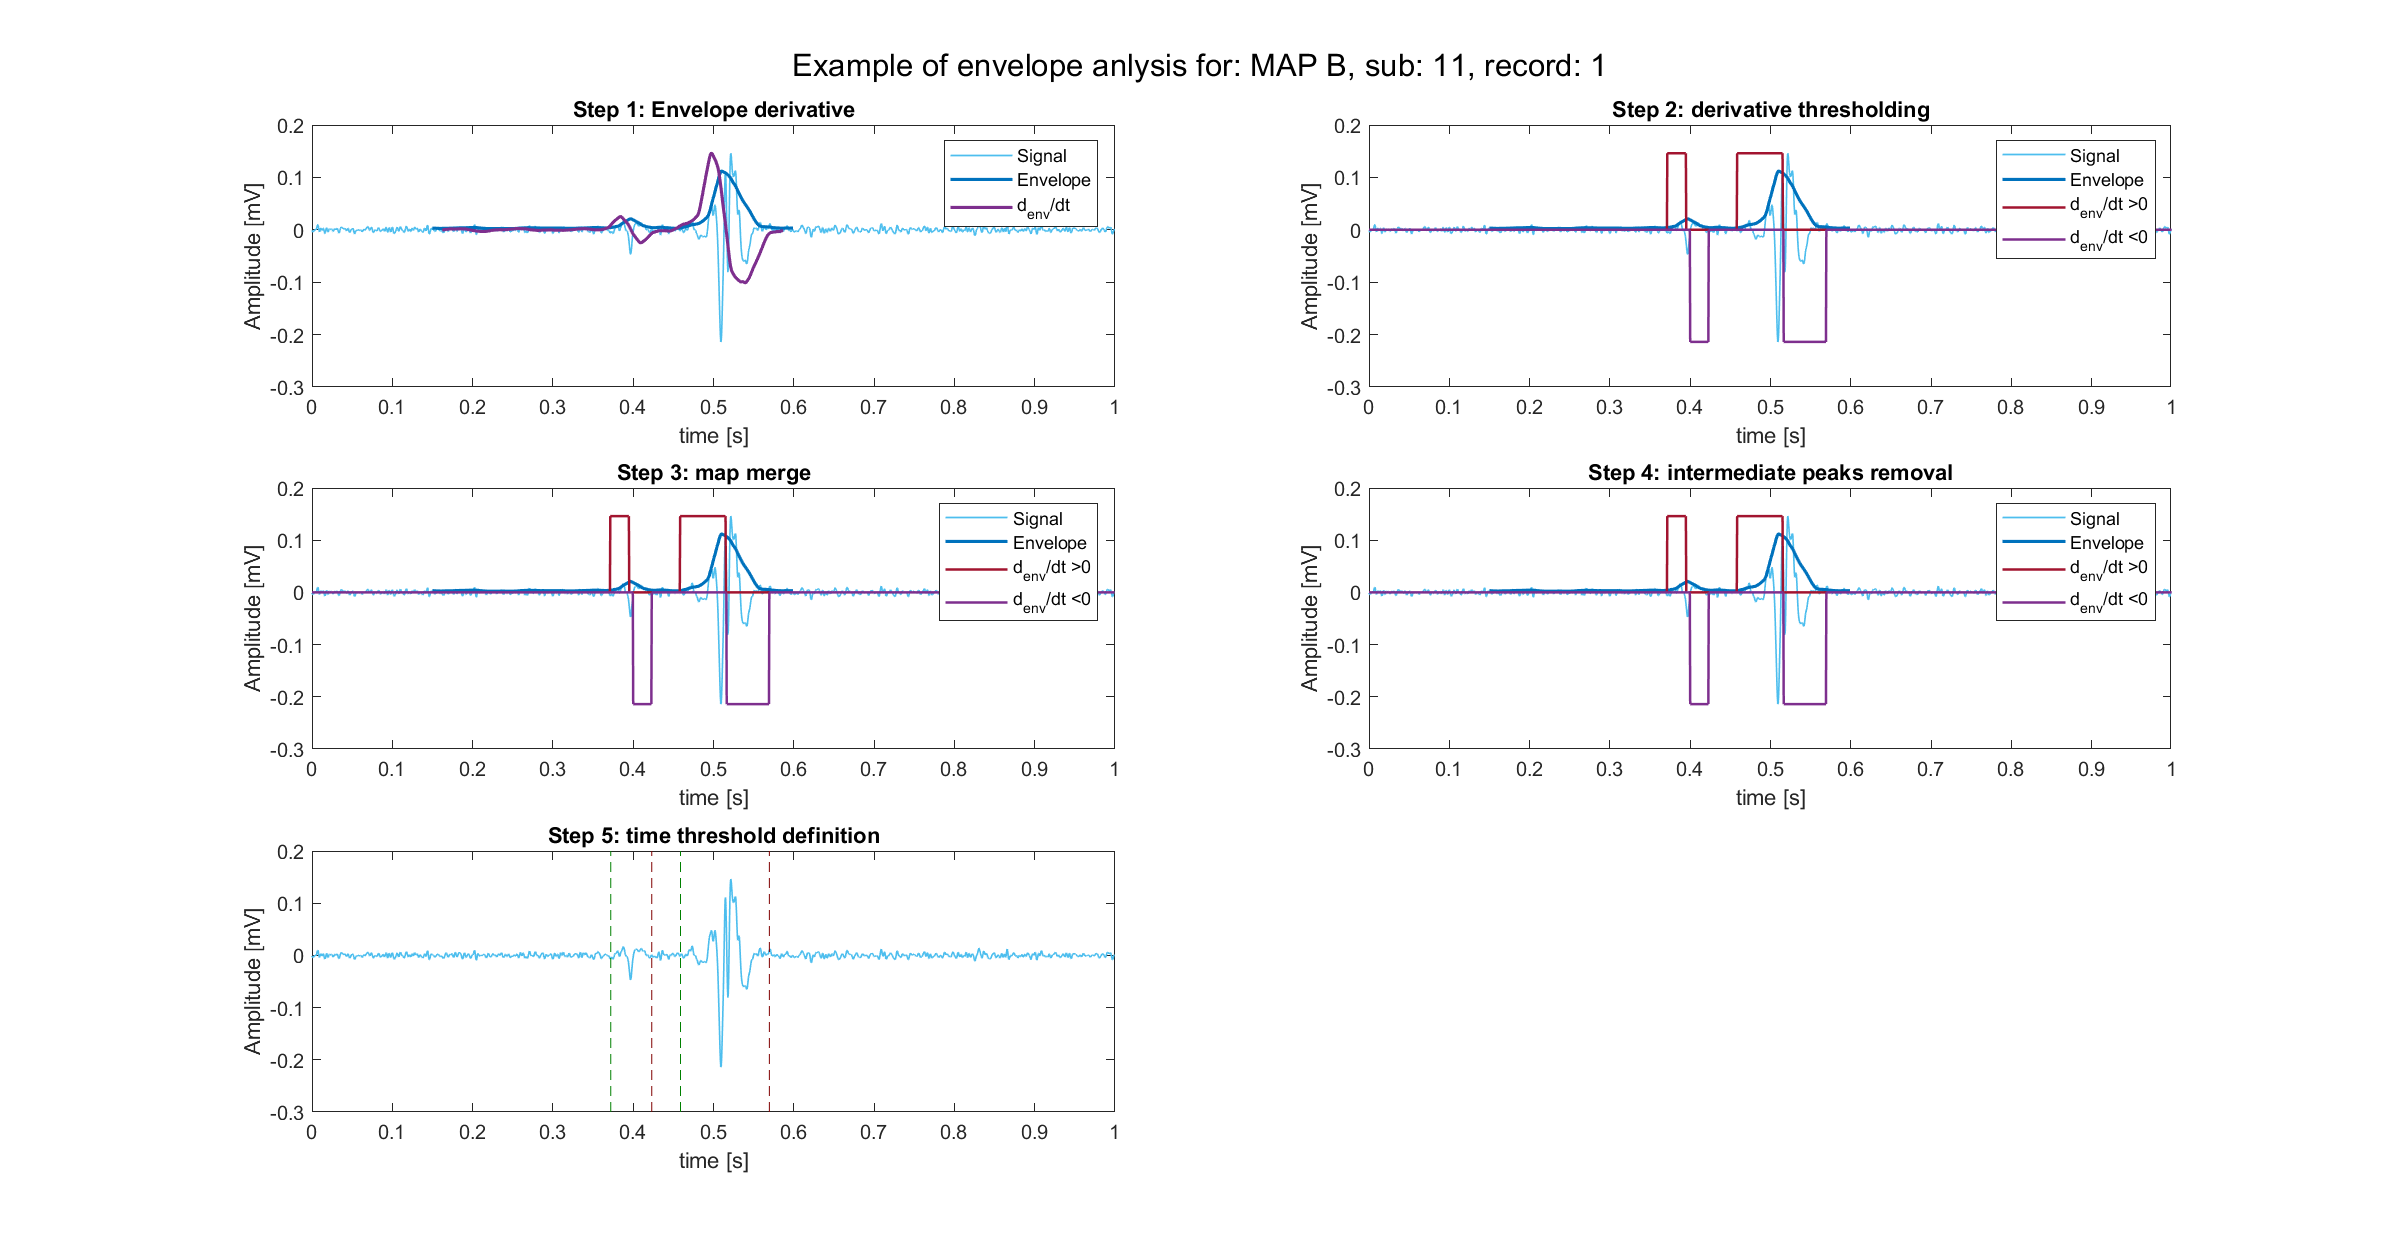 Example of envelope anlysis for: MAP B, sub: 11, record: 1
Step 1: Envelope derivative
0.2
0.1
0
-0.1
-0.2
-0.3
Amplitude [mV]
Signal
Envelope
d_env/dt
0 0.1 0.2 0.3 0.4 0.5 0.6 0.7 0.8 0.9 1
time [s]
Step 2: derivative thresholding
0.2
0.1
0
-0.1
-0.2
-0.3
Amplitude [mV]
Signal
Envelope
d_env/dt >0
d_env/dt <0
0 0.1 0.2 0.3 0.4 0.5 0.6 0.7 0.8 0.9 1
time [s]
Step 3: map merge
0.2
0.1
0
-0.1
-0.2
-0.3
Amplitude [mV]
Signal
Envelope
d_env/dt >0
d_env/dt <0
0 0.1 0.2 0.3 0.4 0.5 0.6 0.7 0.8 0.9 1
time [s]
Step 4: intermediate peaks removal
0.2
0.1
0
-0.1
-0.2
-0.3
Amplitude [mV]
Signal
Envelope
d_env/dt >0
d_env/dt <0
0 0.1 0.2 0.3 0.4 0.5 0.6 0.7 0.8 0.9 1
time [s]
Step 5: time threshold definition
0.2
0.1
0
-0.1
-0.2
-0.3
Amplitude [mV]
0 0.1 0.2 0.3 0.4 0.5 0.6 0.7 0.8 0.9 1
time [s]